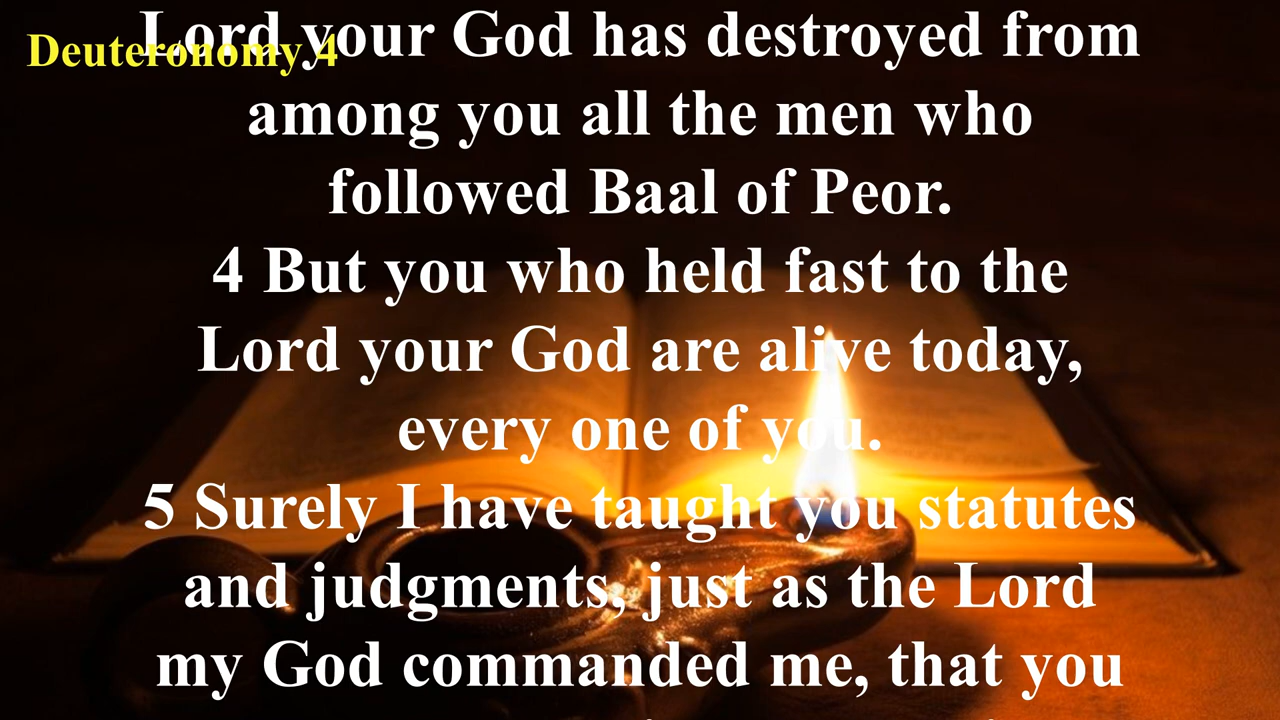 Deuteronomy 4
Lord your God has destroyed from
among you all the men who
followed Baal of Peor.
4 But you who held fast to the
Lord your God are alive today,
every one of you.
5 Surely I have taught you statutes
and judgments, just as the Lord
my God commanded me, that you